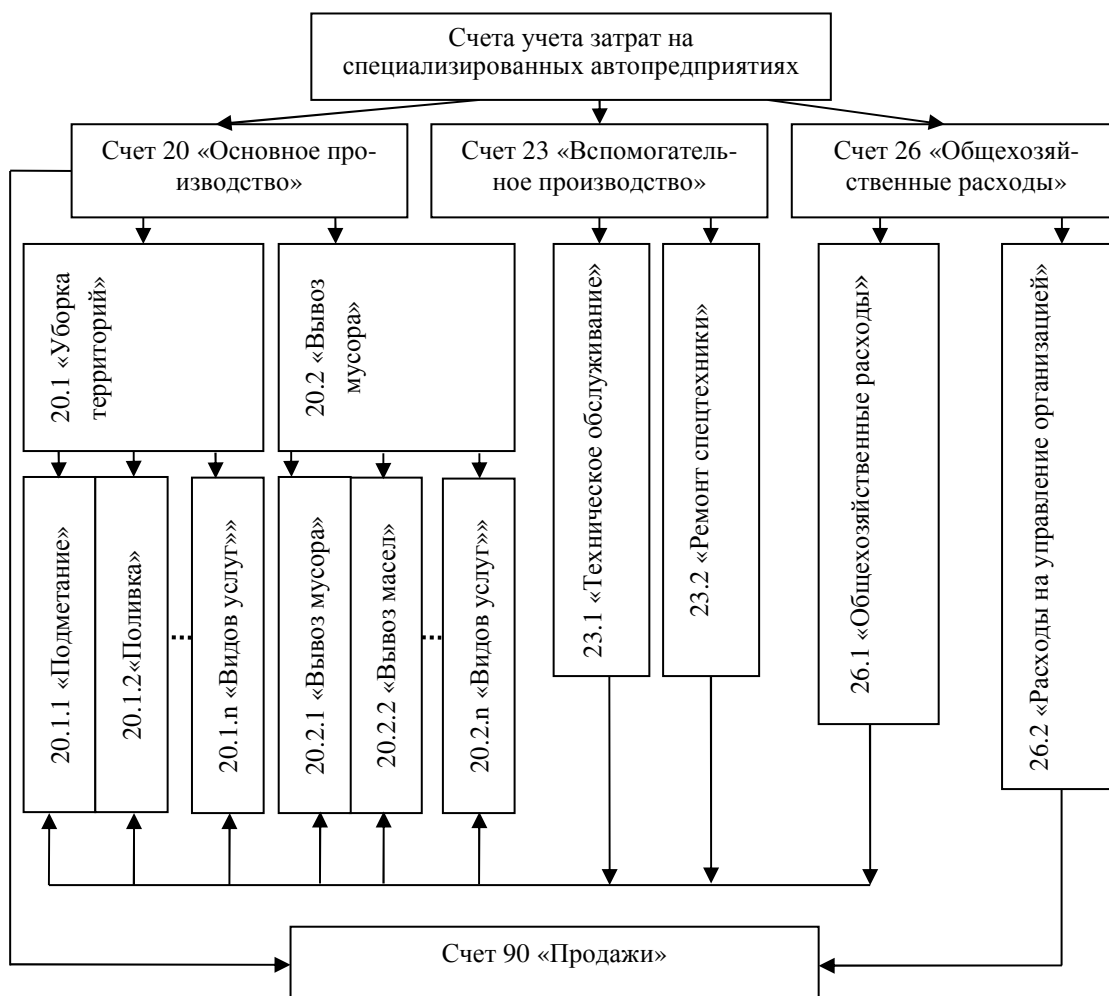 Счета учета затрат на
специализированных автопредприятиях
Счет 20 «Основное про-
изводство»
Счет 23 «Вспомогатель-
ное производство»
Счет 26 «Общехозяй-
ственные расходы»
20.1 «Уборка
территорий»
20.2 «Вывоз
мусора»
23.1 «Техническое обслуживание»
23.2 «Ремонт спецтехники»
26.1 «Общехозяйственные расходы»
26.2 «Расходы на управление организацией»
20.1.1 «Подметание»
20.1.2«Поливка»
20.1.n «Видов услуг»»
20.2.1 «Вывоз мусора»
20.2.2 «Вывоз масел»
20.2.n «Видов услуг»»
Счет 90 «Продажи»